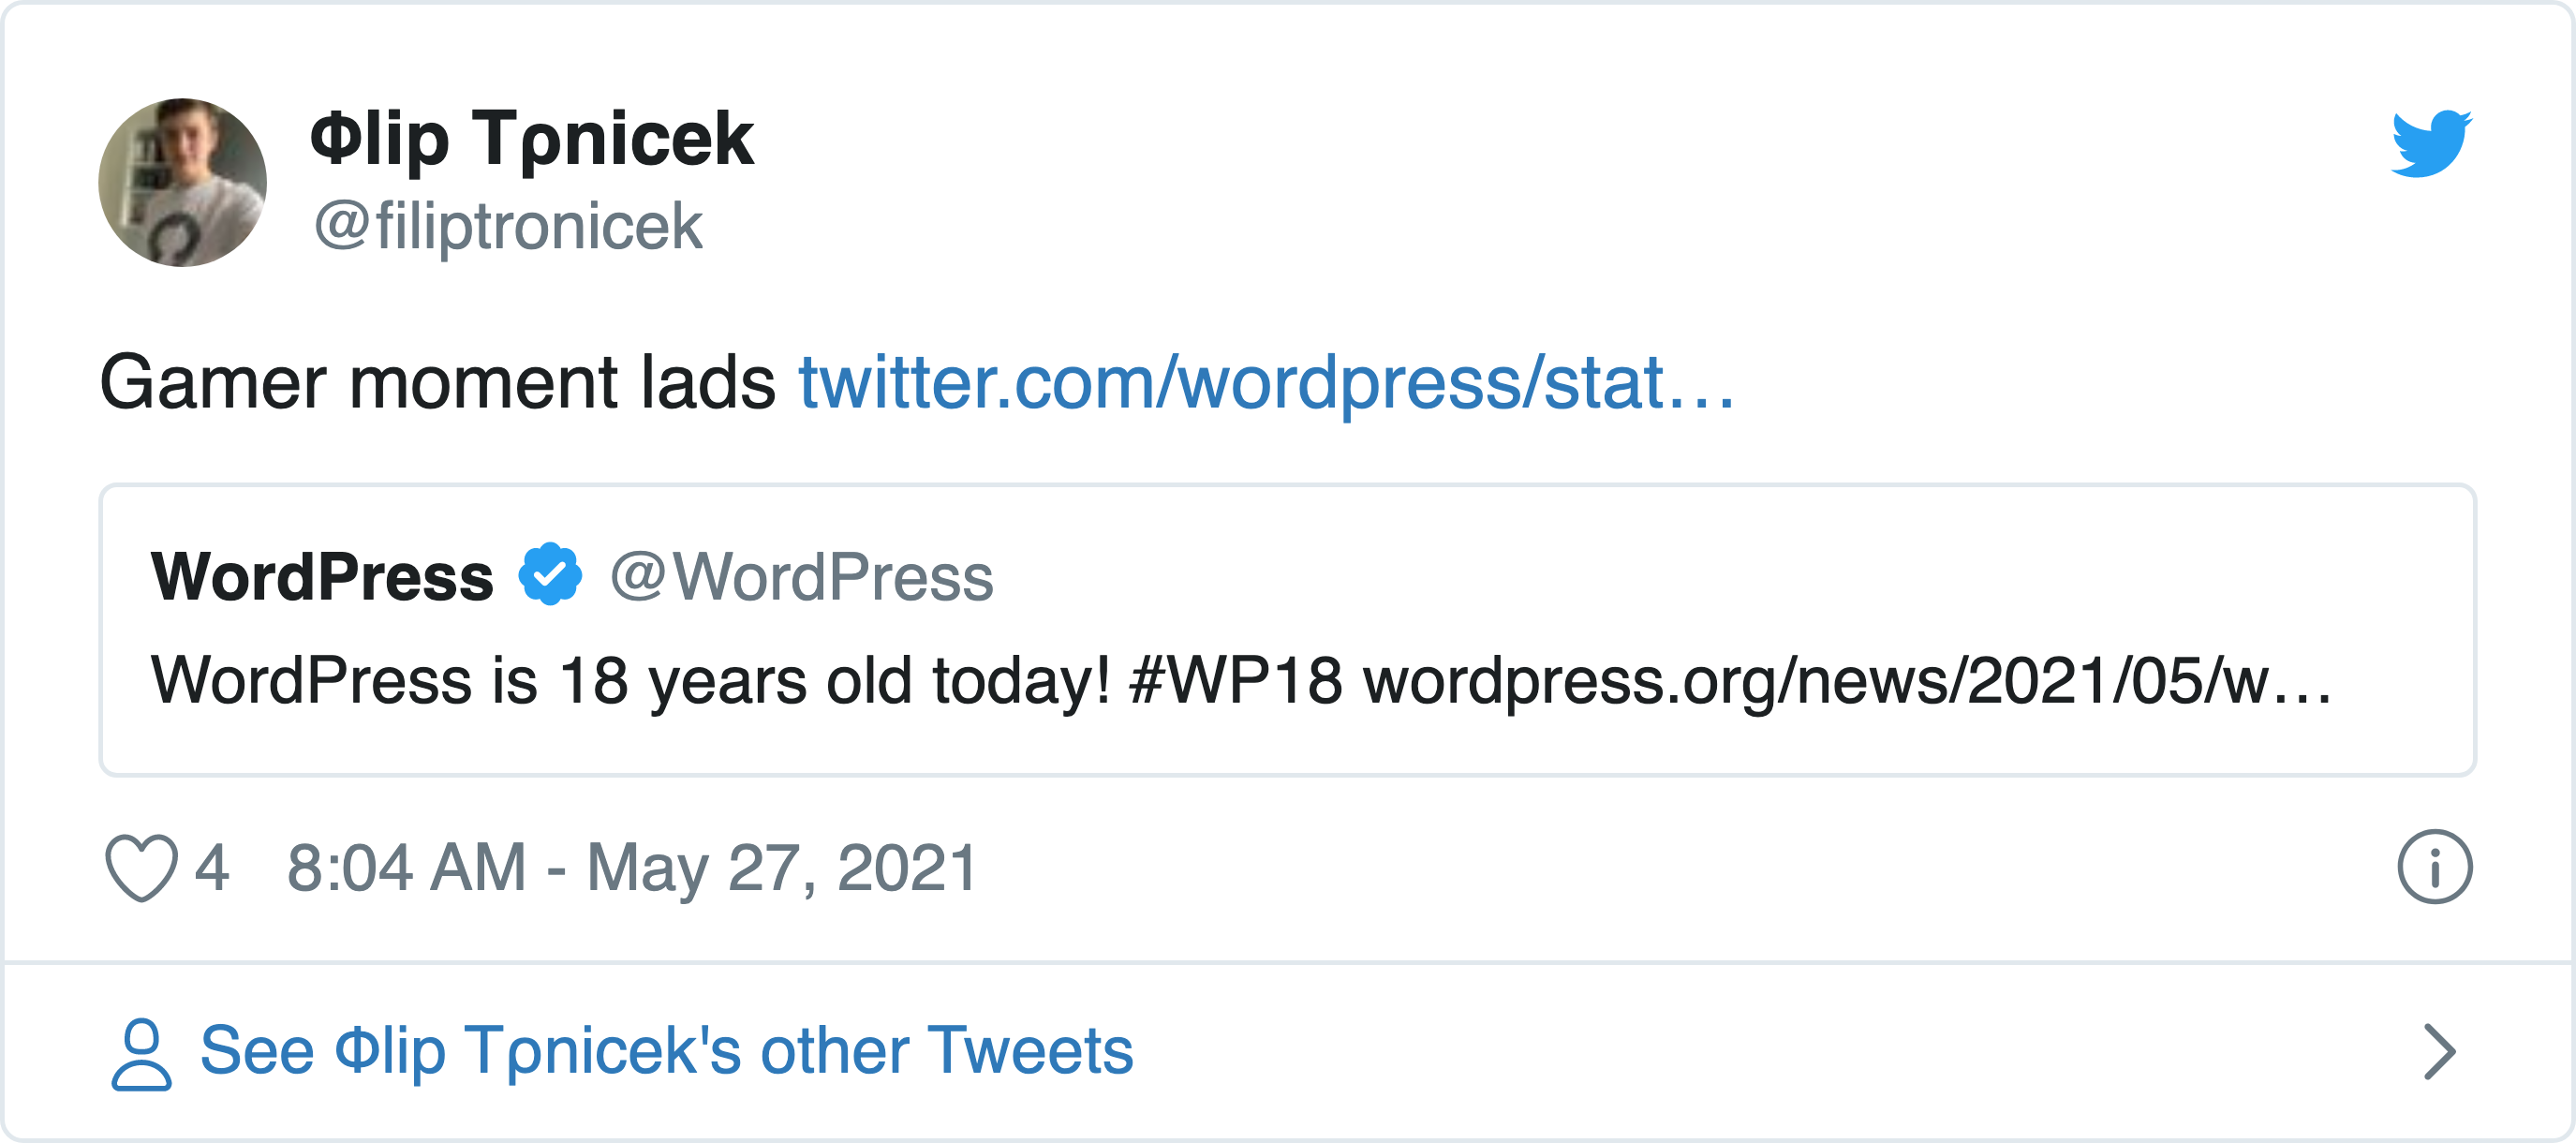 Φlip Tρnicek
@filiptronicek
Gamer moment lads twitter.com/wordpress/stat…
WordPress @WordPress
WordPress is 18 years old today! #WP18 wordpress.org/news/2021/05/w…
4 8:04 AM - May 27, 2021
See Φlip Tρnicek's other Tweets